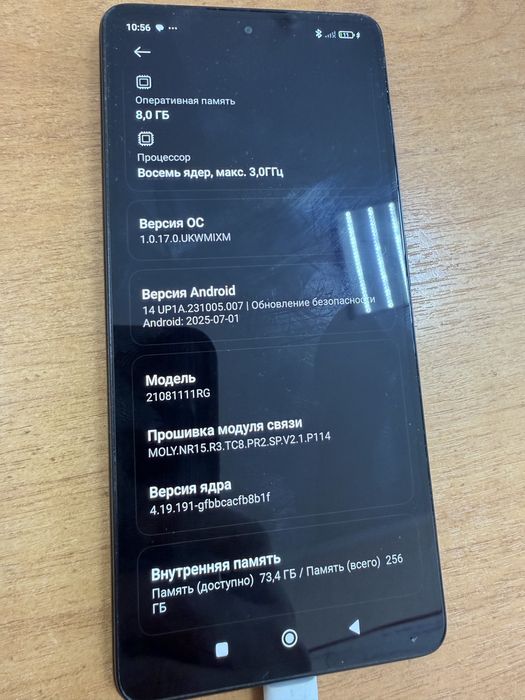 10:56
Оперативная память
8,0 ГБ
Процессор
Восемь ядер, макс. 3,0ГГц
Версия ОС
1.0.17.0.UKWMIXM
Версия Android
14 UP1A.231005.007 | Обновление безопасности
Android: 2025-07-01
Модель
21081111RG
Прошивка модуля связи
MOLY.NR15.R3.TC8.PR2.SP.V2.1.P114
Версия ядра
4.19.191-gfbbcacfb8b1f
Внутренняя память
Память (доступно) 73,4 ГБ / Память (всего) 256
ГБ